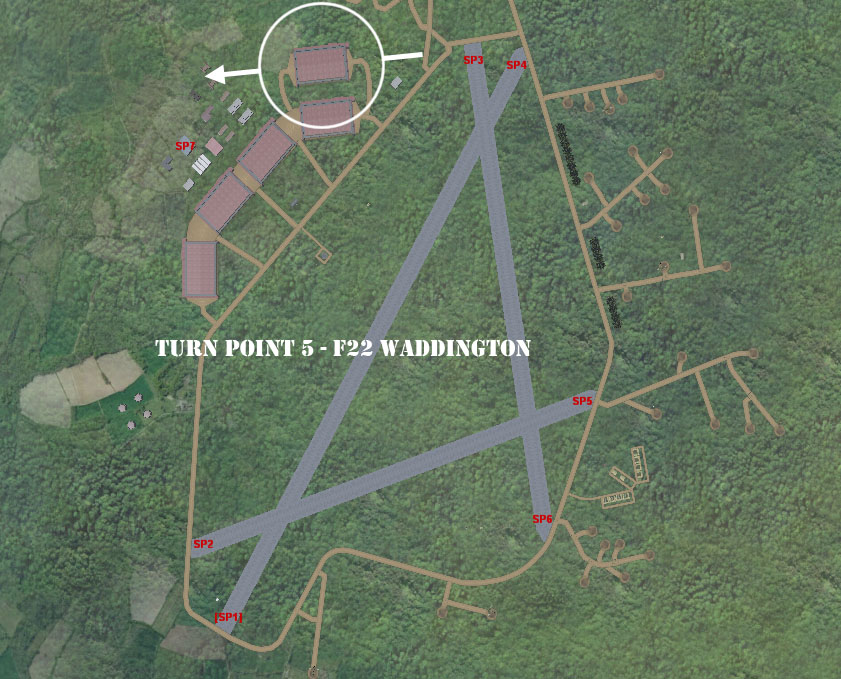 SP3
SP4
SP7
TURN POINT 5 - F22 WADDINGTON
SP5
SP6
SP2
[SP1]